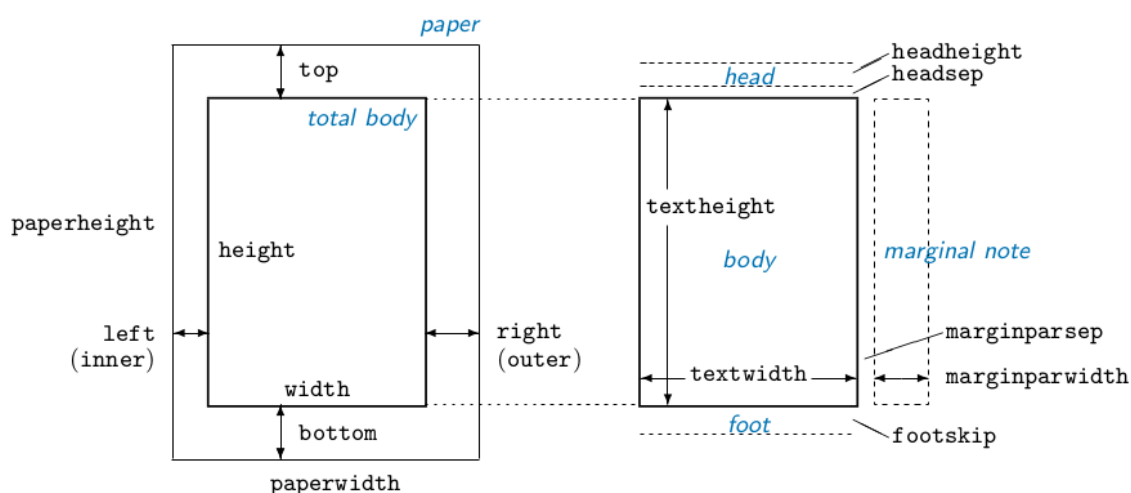 paper
top
total body
paperheight
height
left
(inner)
right
(outer)
width
bottom
paperwidth
headheight
head
headsep
textheight
body
marginal note
marginparsep
textwidth
marginparwidth
foot
footskip